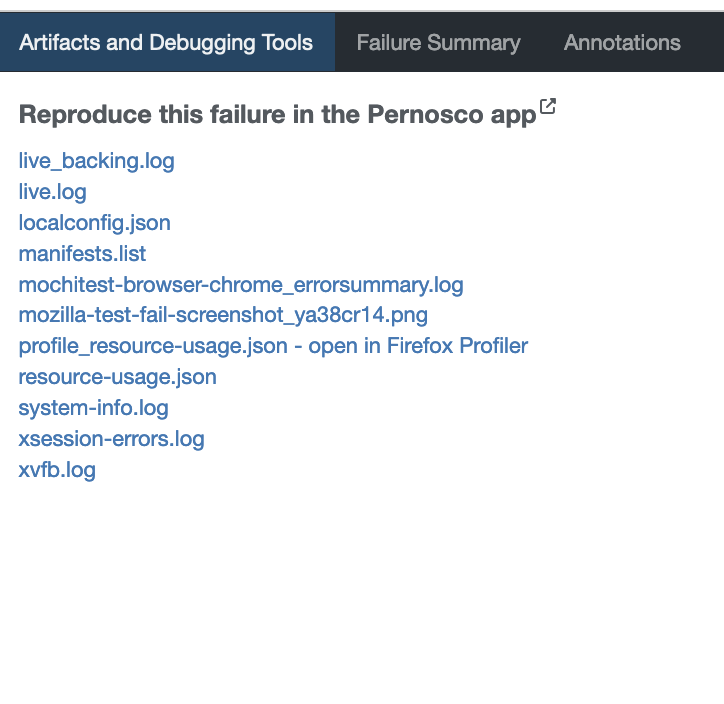 Artifacts and Debugging Tools Failure Summary Annotations
Reproduce this failure in the Pernosco app
live_backing.log
live.log
localconfig.json
manifests.list
mochitest-browser-chrome_errorsummary.log
mozilla-test-fail-screenshot_ya38cr14.png
profile_resource-usage.json - open in Firefox Profiler
resource-usage.json
system-info.log
xsession-errors.log
xvfb.log